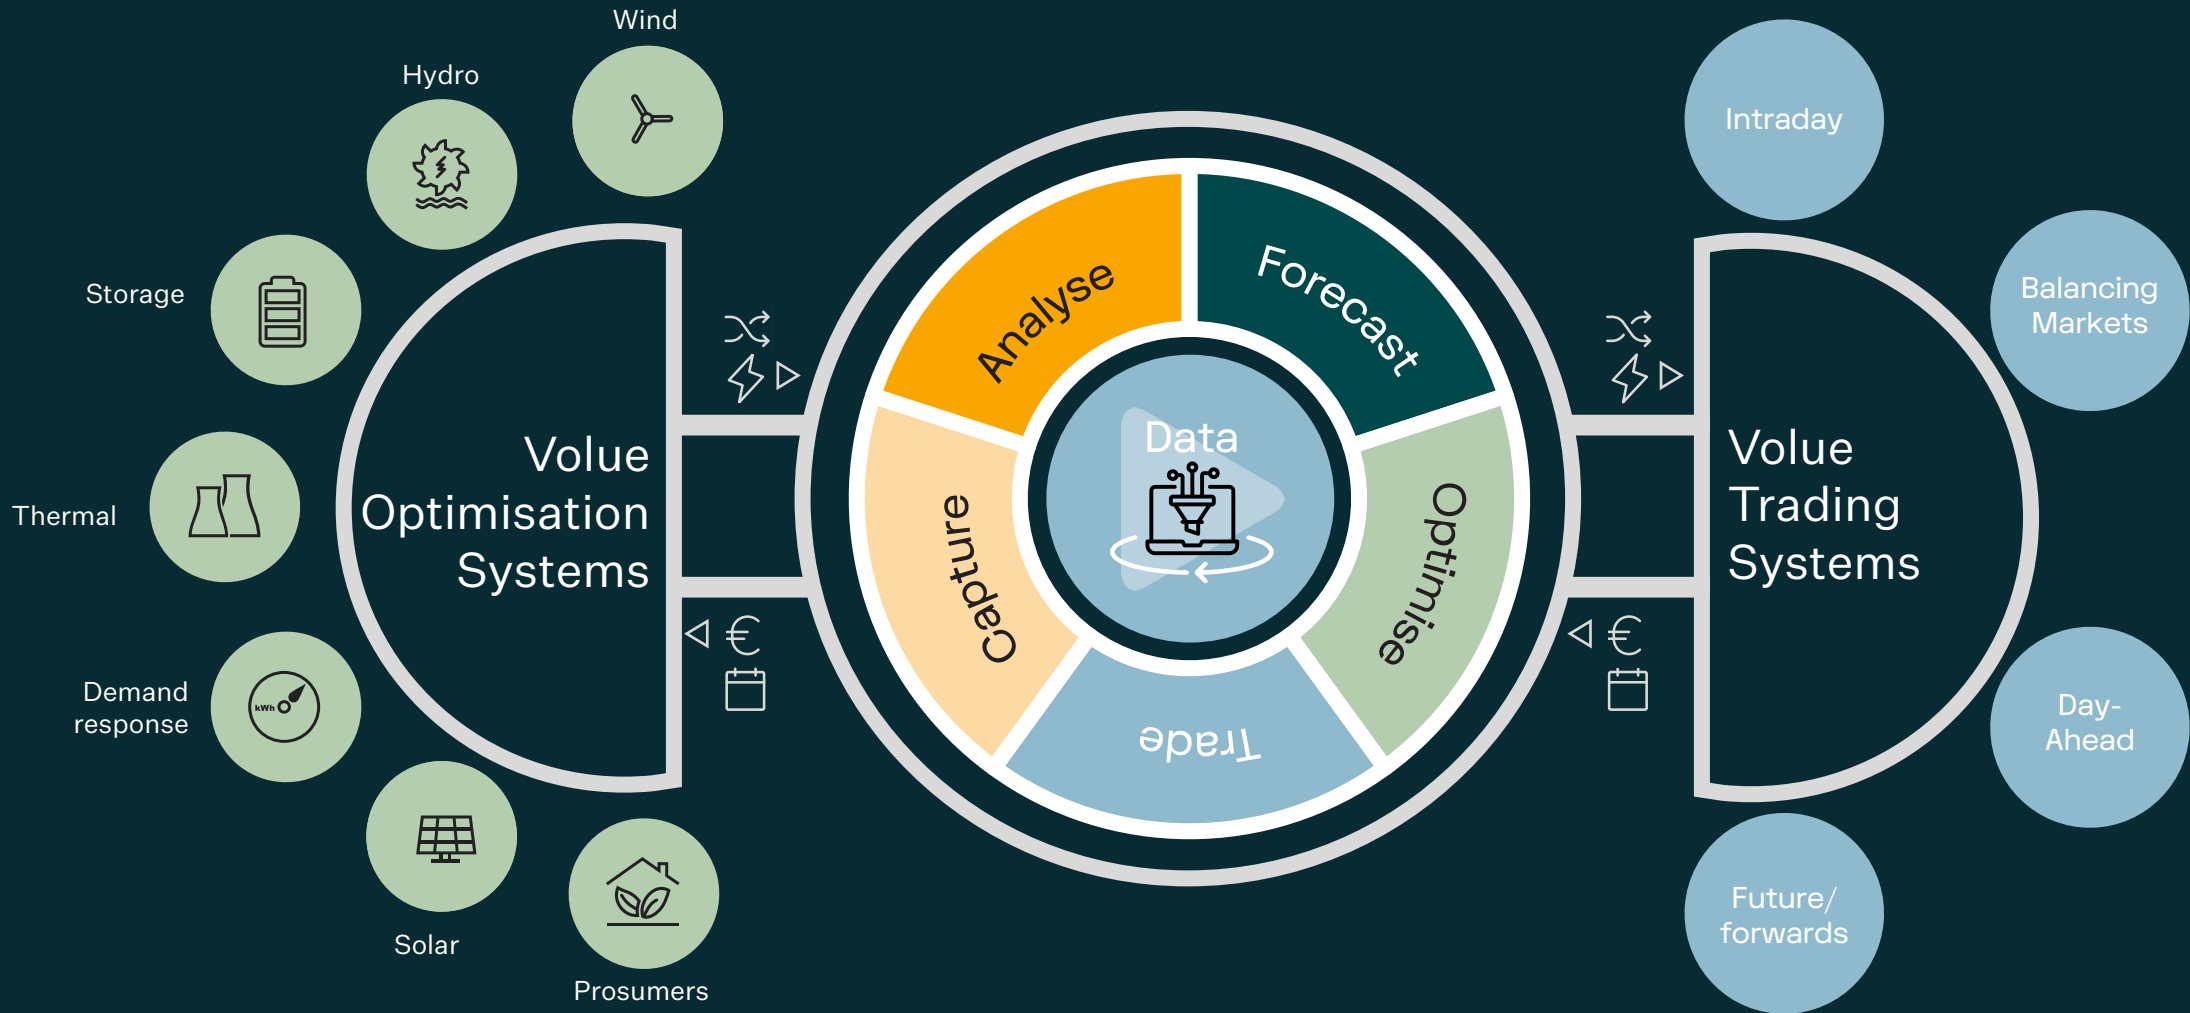 Wind
Hydro
Storage
Thermal
Demand
response
kWh
Solar
Prosumers
Volue
Optimisation
Systems
€
Analyse
Forecast
Optimise
Trade
Capture
Data
€
Volue
Trading
Systems
Intraday
Balancing
Markets
Day-
Ahead
Future/
forwards